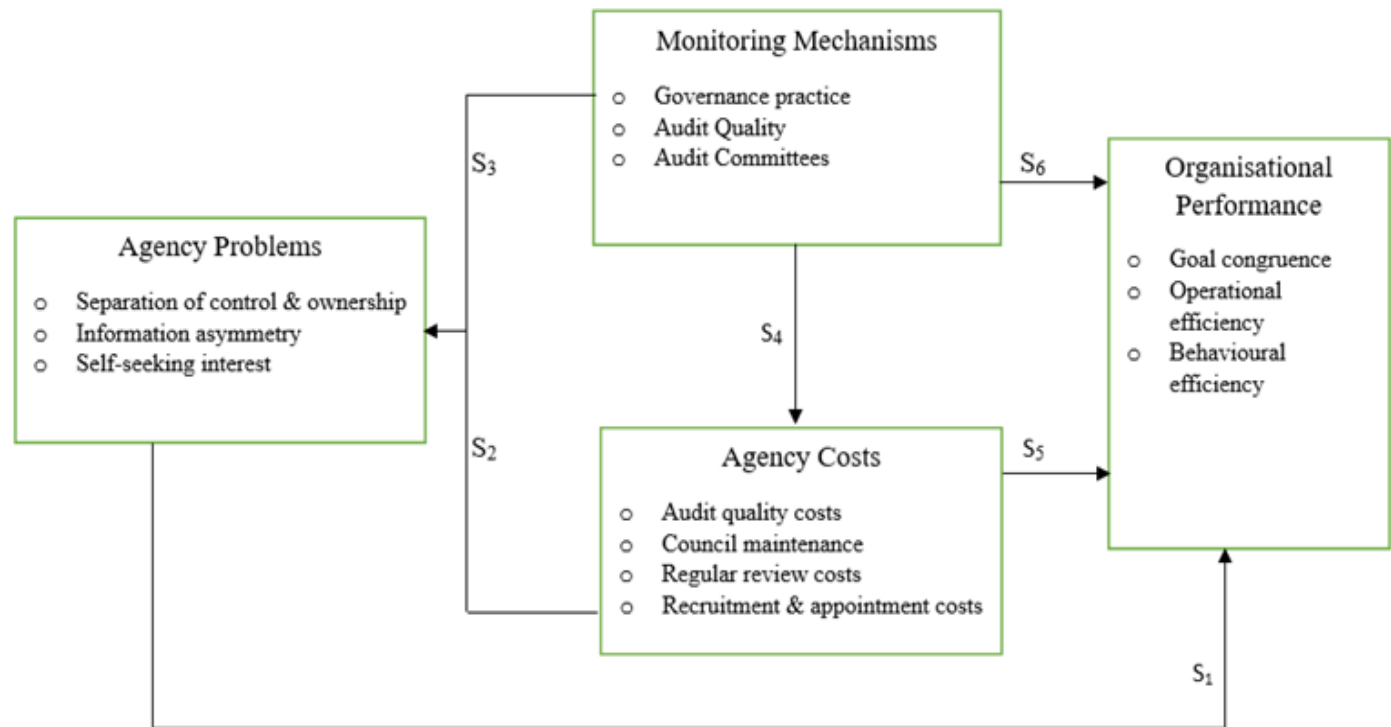 Monitoring Mechanisms
o Governance practice
o Audit Quality
o Audit Committees
S₃
S₆
Organisational
Performance
o Goal congruence
o Operational
efficiency
o Behavioural
efficiency
Agency Problems
o Separation of control & ownership
o Information asymmetry
o Self-seeking interest
S₄
S₂
Agency Costs
o Audit quality costs
o Council maintenance
o Regular review costs
o Recruitment & appointment costs
S₅
S₁